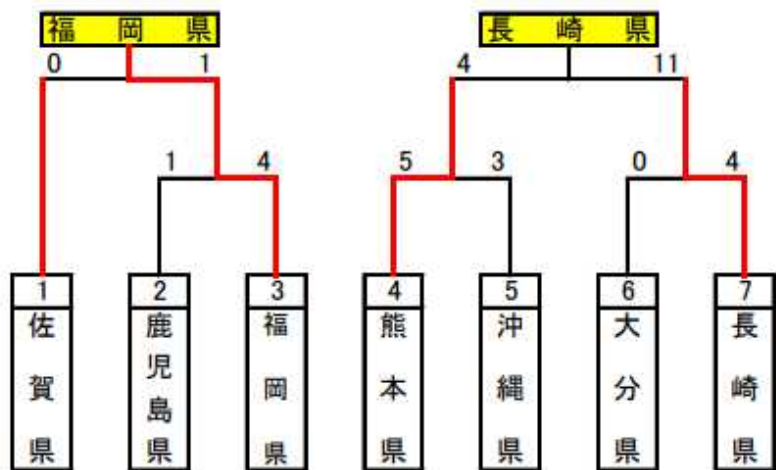 福岡県 長崎県
0 1 4 11
1 4 5 3 0 4
1 2 3 4 5 6 7
佐賀県 鹿児島県 福岡県 熊本県 沖縄県 大分県 長崎県